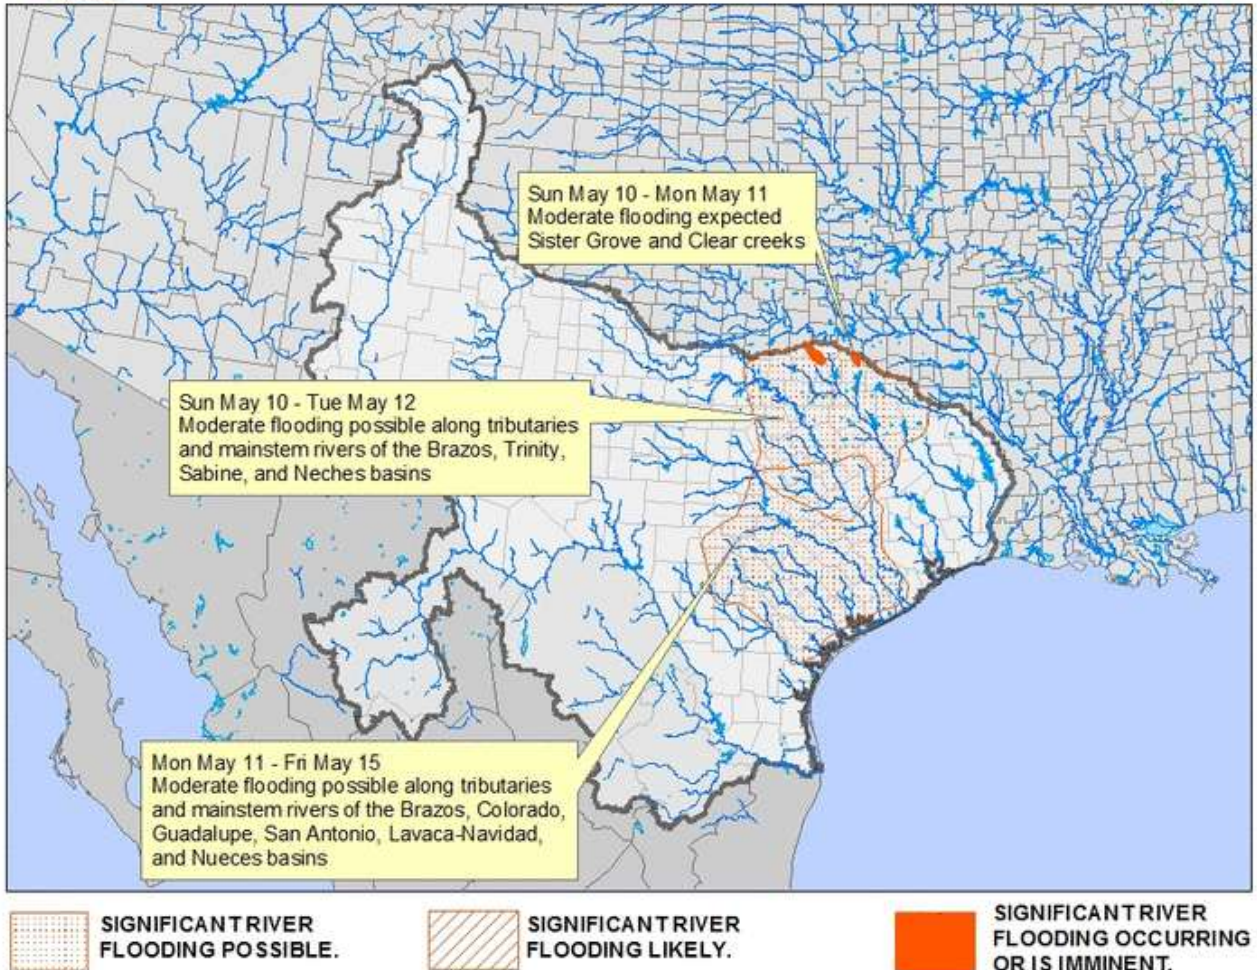 Sun May 10 - Mon May 11
Moderate flooding expected
Sister Grove and Clear creeks
Sun May 10 - Tue May 12
Moderate flooding possible along tributaries
and mainstem rivers of the Brazos, Trinity,
Sabine, and Neches basins
Mon May 11 - Fri May 15
Moderate flooding possible along tributaries
and mainstem rivers of the Brazos, Colorado,
Guadalupe, San Antonio, Lavaca-Navidad,
and Nueces basins
SIGNIFICANT RIVER
FLOODING POSSIBLE.
SIGNIFICANT RIVER
FLOODING LIKELY.
SIGNIFICANT RIVER
FLOODING OCCURRING
OR IS IMMINENT.